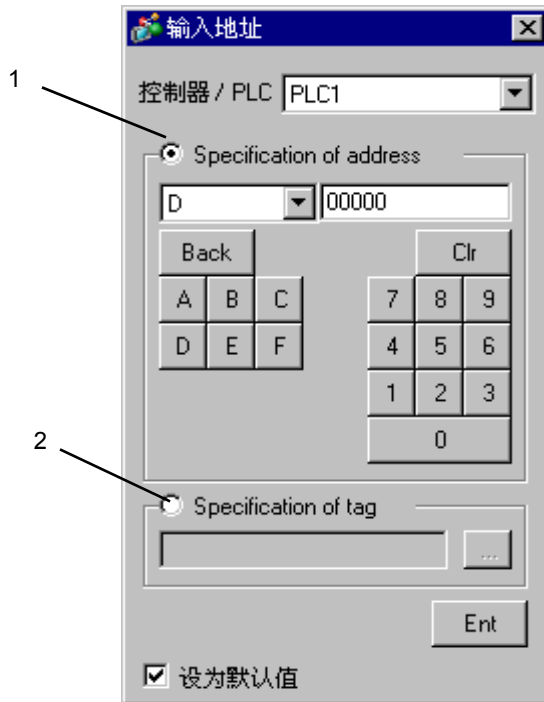 输入地址
1
控制器 / PLC PLC1
Specification of address
D 00000
Back Clr
A B C 7 8 9
D E F 4 5 6
1 2 3
0
2
Specification of tag
...
Ent
设为默认值